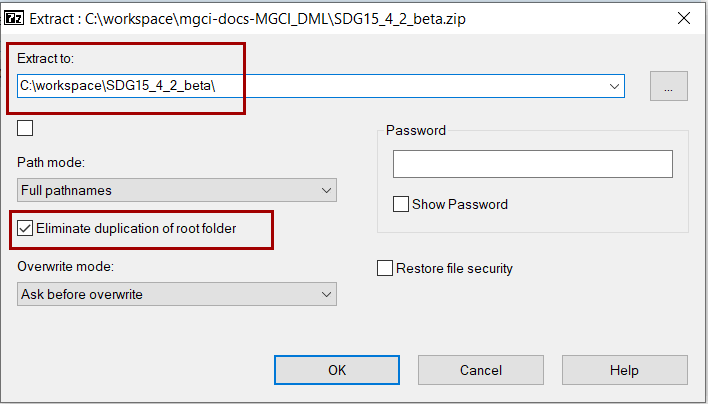 7z Extract : C:\workspace\mgci-docs-MGCI_DML\SDG15_4_2_beta.zip
Extract to:
C:\workspace\SDG15_4_2_beta\
...
Password
Path mode:
Full pathnames
Show Password
Eliminate duplication of root folder
Overwrite mode:
Restore file security
Ask before overwrite
OK Cancel Help